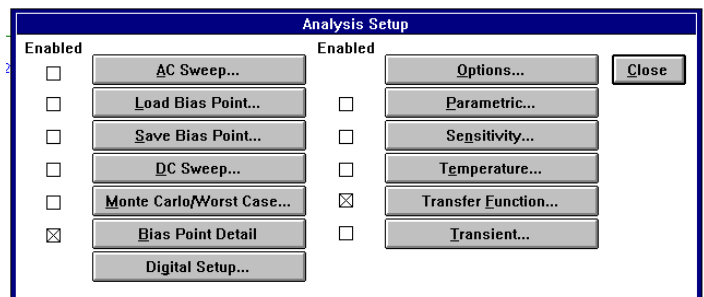 Analysis Setup
Enabled Enabled
AC Sweep... Options... Close
Load Bias Point... Parametric...
Save Bias Point... Sensitivity...
DC Sweep... Temperature...
Monte Carlo/Worst Case... Transfer Function...
Bias Point Detail Transient...
Digital Setup...